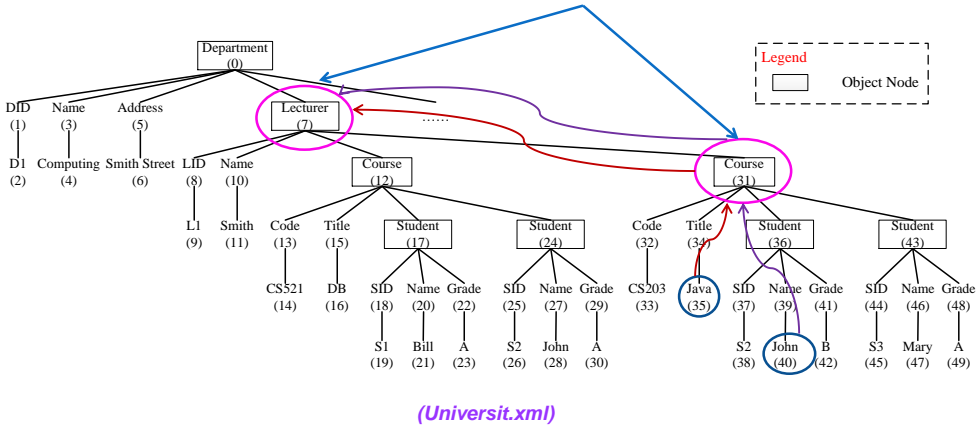 Department
(0)
Legend
Object Node
DID
(1)
Name
(3)
Address
(5)
Lecturer
(7)
......
D1
(2)
Computing
(4)
Smith Street
(6)
LID
(8)
Name
(10)
Course
(12)
Course
(31)
L1
(9)
Smith
(11)
Code
(13)
Title
(15)
Student
(17)
Student
(24)
Code
(32)
Title
(34)
Student
(36)
Student
(43)
CS521
(14)
DB
(16)
SID
(18)
Name
(20)
Grade
(22)
SID
(25)
Name
(27)
Grade
(29)
CS203
(33)
Java
(35)
SID
(37)
Name
(39)
Grade
(41)
SID
(44)
Name
(46)
Grade
(48)
S1
(19)
Bill
(21)
A
(23)
S2
(26)
John
(28)
A
(30)
S2
(38)
John
(40)
B
(42)
S3
(45)
Mary
(47)
A
(49)
(Universit.xml)